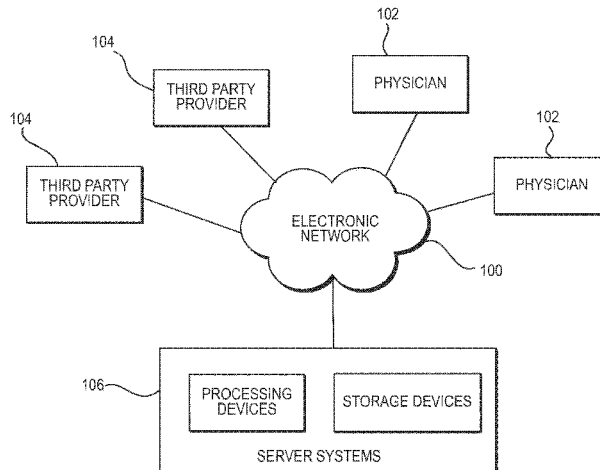 102
104
THIRD PARTY
PROVIDER
PHYSICIAN
104
102
THIRD PARTY
PROVIDER
PHYSICIAN
ELECTRONIC
NETWORK
100
106
PROCESSING
DEVICES
STORAGE DEVICES
SERVER SYSTEMS